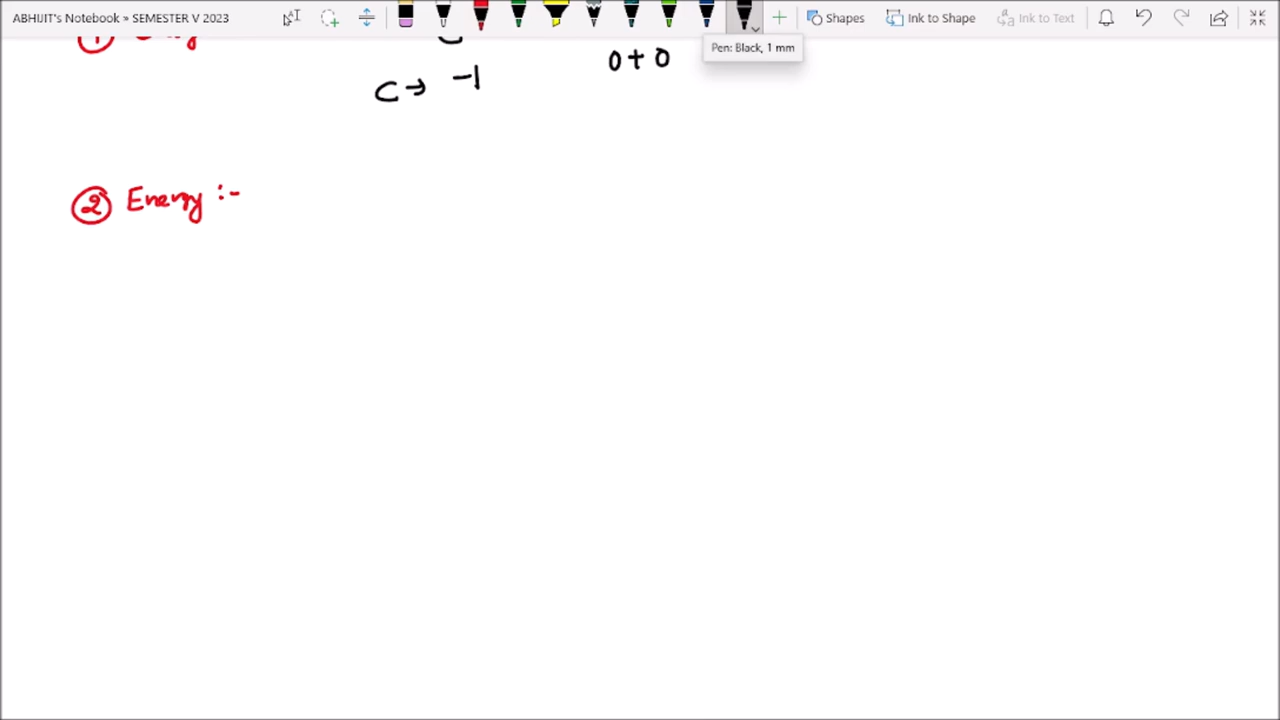 ABHIJIT's Notebook » SEMESTER V 2023
Shapes
Ink to Shape
Ink to Text
Pen: Black, 1 mm
①
0 + 0
C → -1
② Energy :-